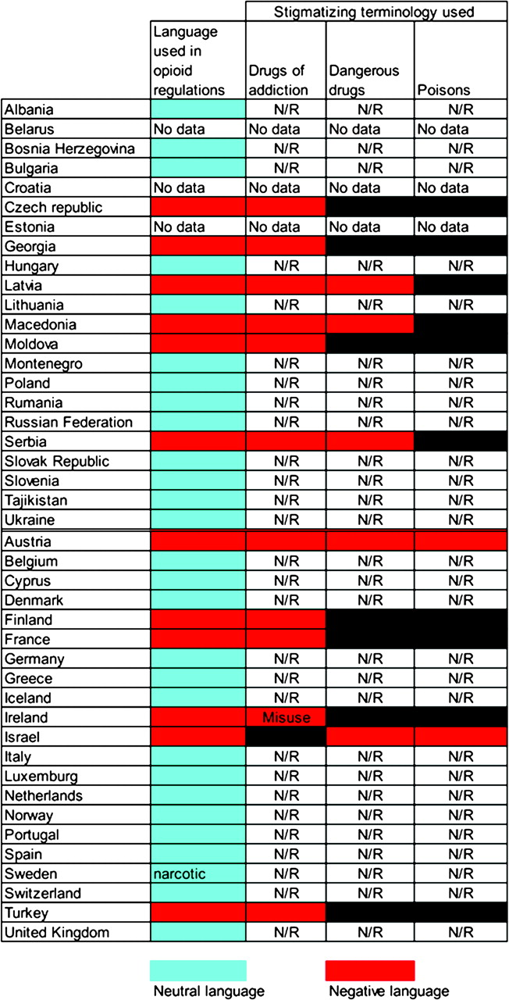 Stigmatizing terminology used
Language used in opioid regulations Drugs of addiction Dangerous drugs Poisons
Albania N/R N/R N/R
Belarus No data No data No data No data
Bosnia Herzegovina N/R N/R N/R
Bulgaria N/R N/R N/R
Croatia No data No data No data No data
Czech republic
Estonia No data No data No data No data
Georgia
Hungary N/R N/R N/R
Latvia
Lithuania N/R N/R N/R
Macedonia
Moldova
Montenegro N/R N/R N/R
Poland N/R N/R N/R
Rumania N/R N/R N/R
Russian Federation N/R N/R N/R
Serbia
Slovak Republic N/R N/R N/R
Slovenia N/R N/R N/R
Tajikistan N/R N/R N/R
Ukraine N/R N/R N/R
Austria
Belgium N/R N/R N/R
Cyprus N/R N/R N/R
Denmark N/R N/R N/R
Finland
France
Germany N/R N/R N/R
Greece N/R N/R N/R
Iceland N/R N/R N/R
Ireland Misuse
Israel
Italy N/R N/R N/R
Luxemburg N/R N/R N/R
Netherlands N/R N/R N/R
Norway N/R N/R N/R
Portugal N/R N/R N/R
Spain N/R N/R N/R
Sweden narcotic N/R N/R N/R
Switzerland N/R N/R N/R
Turkey
United Kingdom N/R N/R N/R
Neutral language Negative language